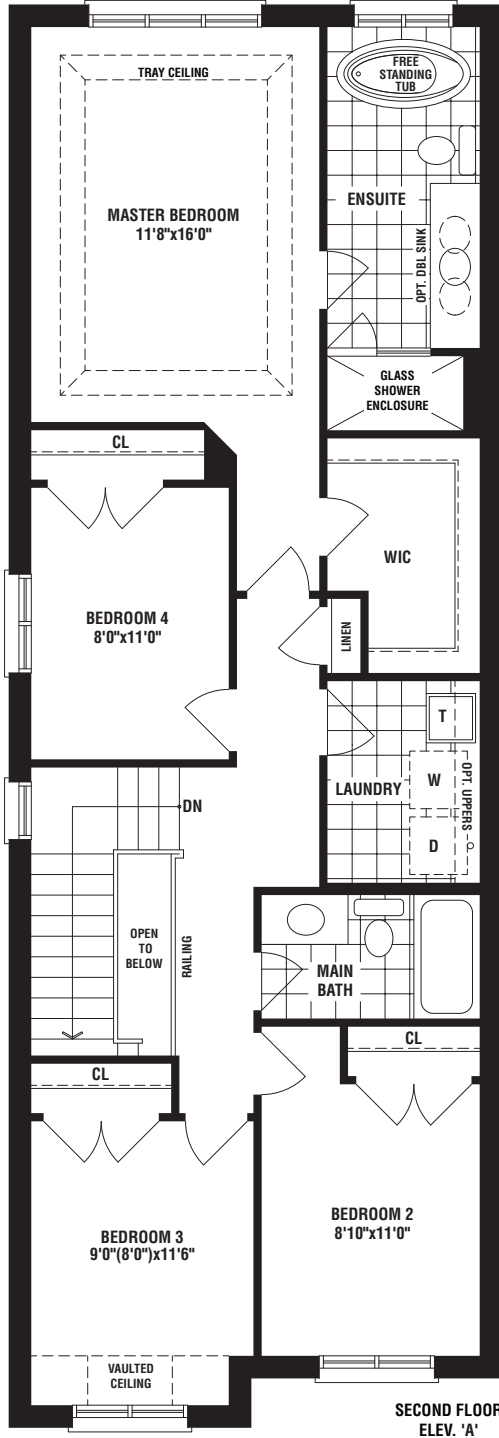 TRAY CEILING
FREE
STANDING
TUB
MASTER BEDROOM
11'8"x16'0"
ENSUITE
OPT. DBL SINK
GLASS
SHOWER
ENCLOSURE
CL
WIC
BEDROOM 4
8'0"x11'0"
LINEN
T
LAUNDRY
W
OPT. UPPERS
D
DN
OPEN
TO
BELOW
RAILING
MAIN
BATH
CL
CL
BEDROOM 2
8'10"x11'0"
BEDROOM 3
9'0"(8'0")x11'6"
VAULTED
CEILING
SECOND FLOOR
ELEV. 'A'